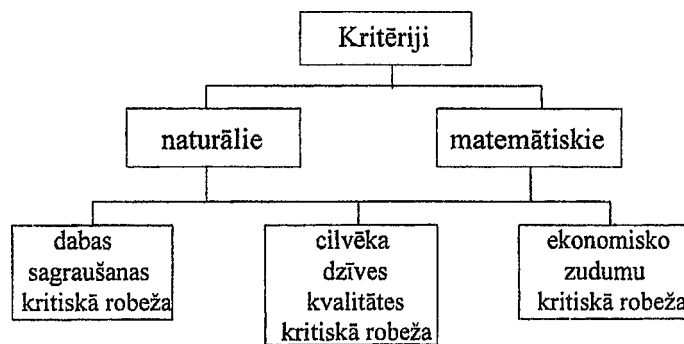 Kritēriji
naturālie
matemātiskie
dabas
sagraušanas
kritiskā robeža
cilvēka
dzīves
kvalitātes
kritiskā robeža
ekonomisko
zudumu
kritiskā robeža